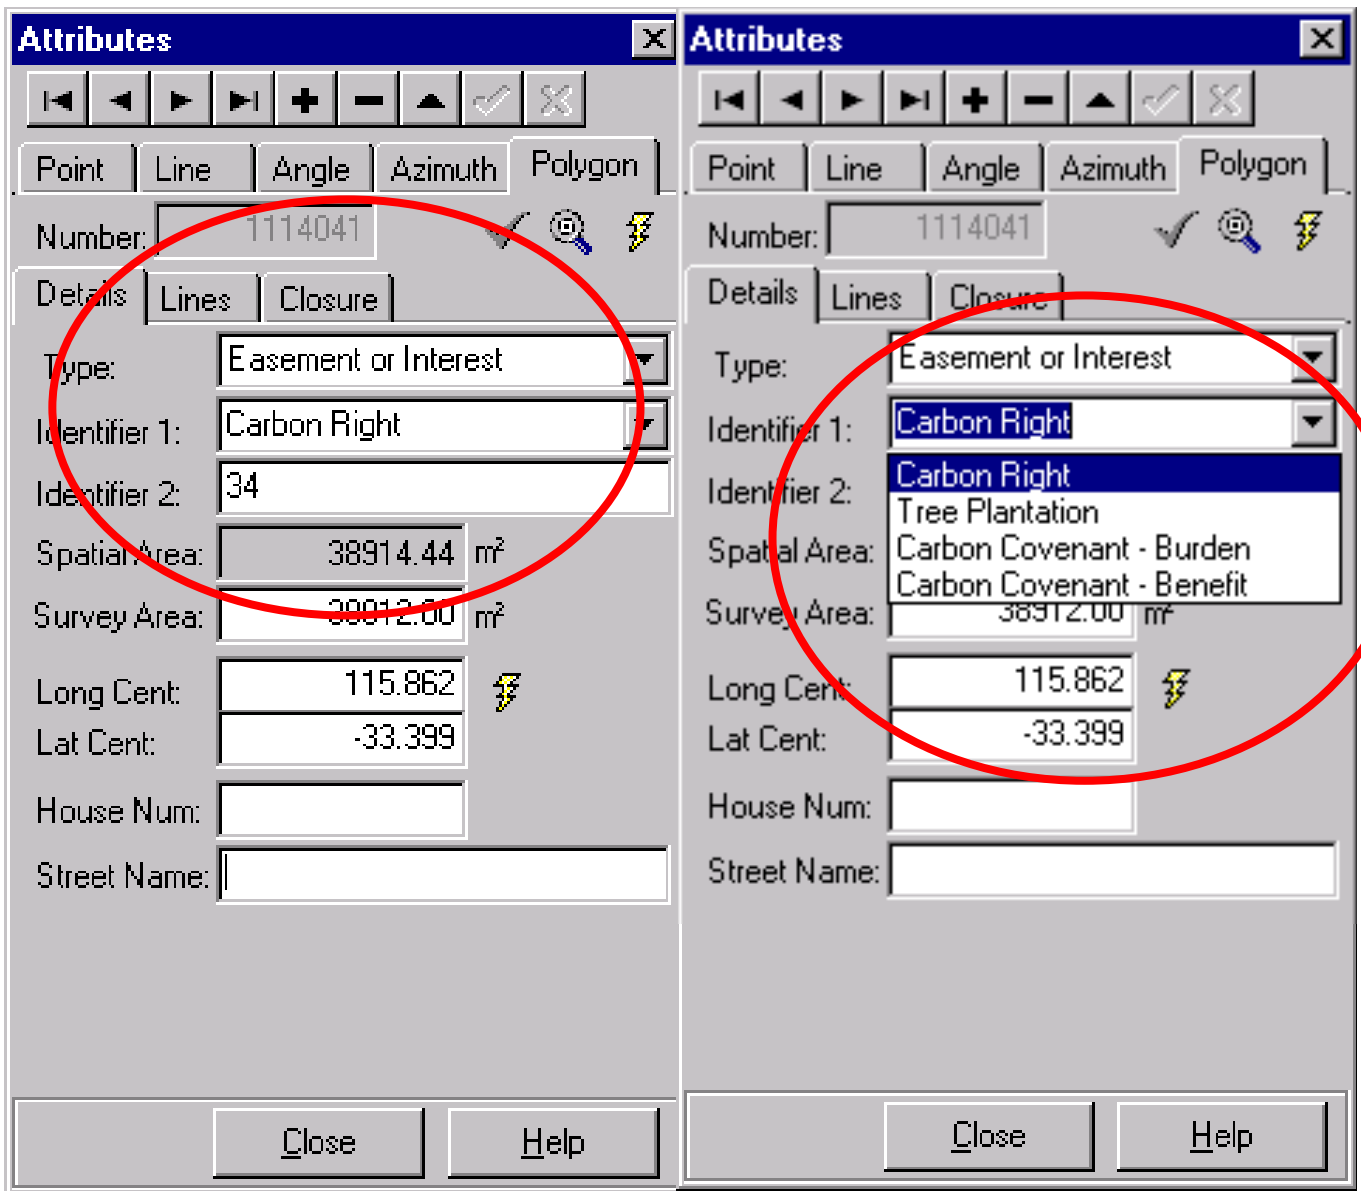 Attributes
Point Line Angle Azimuth Polygon
Number: 1114041
Details Lines Closure
Type: Easement or Interest
Identifier 1: Carbon Right
Identifier 2: 34
Spatial Area: 38914.44 m²
Survey Area: 38912.00 m²
Long Cent: 115.862
Lat Cent: -33.399
House Num:
Street Name:
Close Help
Attributes
Point Line Angle Azimuth Polygon
Number: 1114041
Details Lines Closure
Type: Easement or Interest
Identifier 1: Carbon Right
Carbon Right
Identifier 2:
Tree Plantation
Spatial Area:
Carbon Covenant - Burden
Carbon Covenant - Benefit
Survey Area: 38912.00 m²
Long Cent: 115.862
Lat Cent: -33.399
House Num:
Street Name:
Close Help